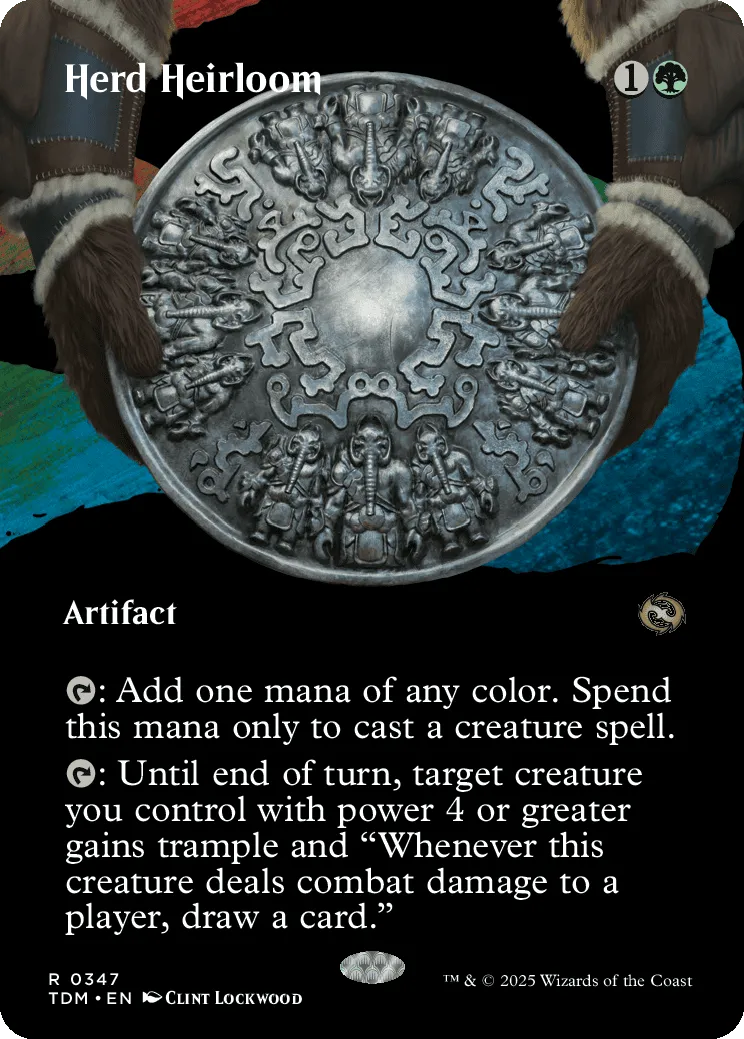 Herd Heirloom 1
Artifact
: Add one mana of any color. Spend
this mana only to cast a creature spell.
: Until end of turn, target creature
you control with power 4 or greater
gains trample and “Whenever this
creature deals combat damage to a
player, draw a card.”
R 0347
TDM • EN Clint Lockwood
™ & © 2025 Wizards of the Coast